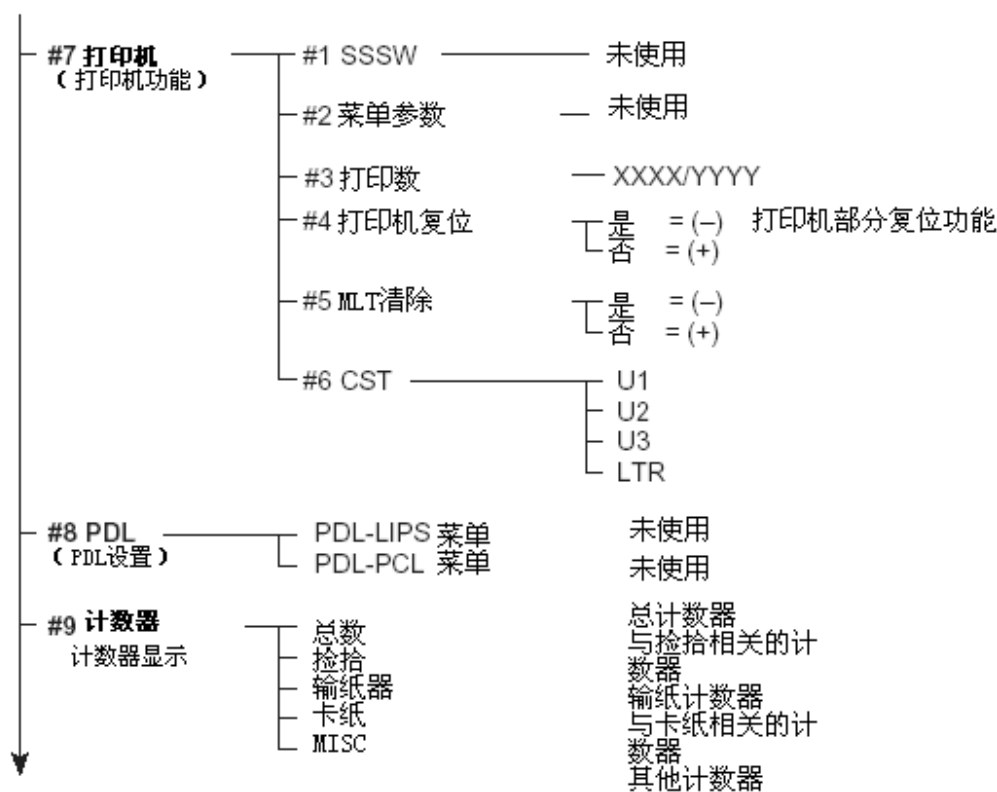 #7 打印机 #1 SSSW 未使用
（打印机功能）
#2 菜单参数 未使用
#3 打印数 XXXX/YYYY
#4 打印机复位 是 = (–) 打印机部分复位功能
否 = (+)
#5 MLT清除 是 = (–)
否 = (+)
#6 CST U1
U2
U3
LTR
#8 PDL PDL-LIPS 菜单 未使用
（PDL设置） PDL-PCL 菜单 未使用
#9 计数器 总数 总计数器
计数器显示 捡拾 与捡拾相关的计
数器
输纸器 输纸计数器
卡纸 与卡纸相关的计
数器
MISC 其他计数器